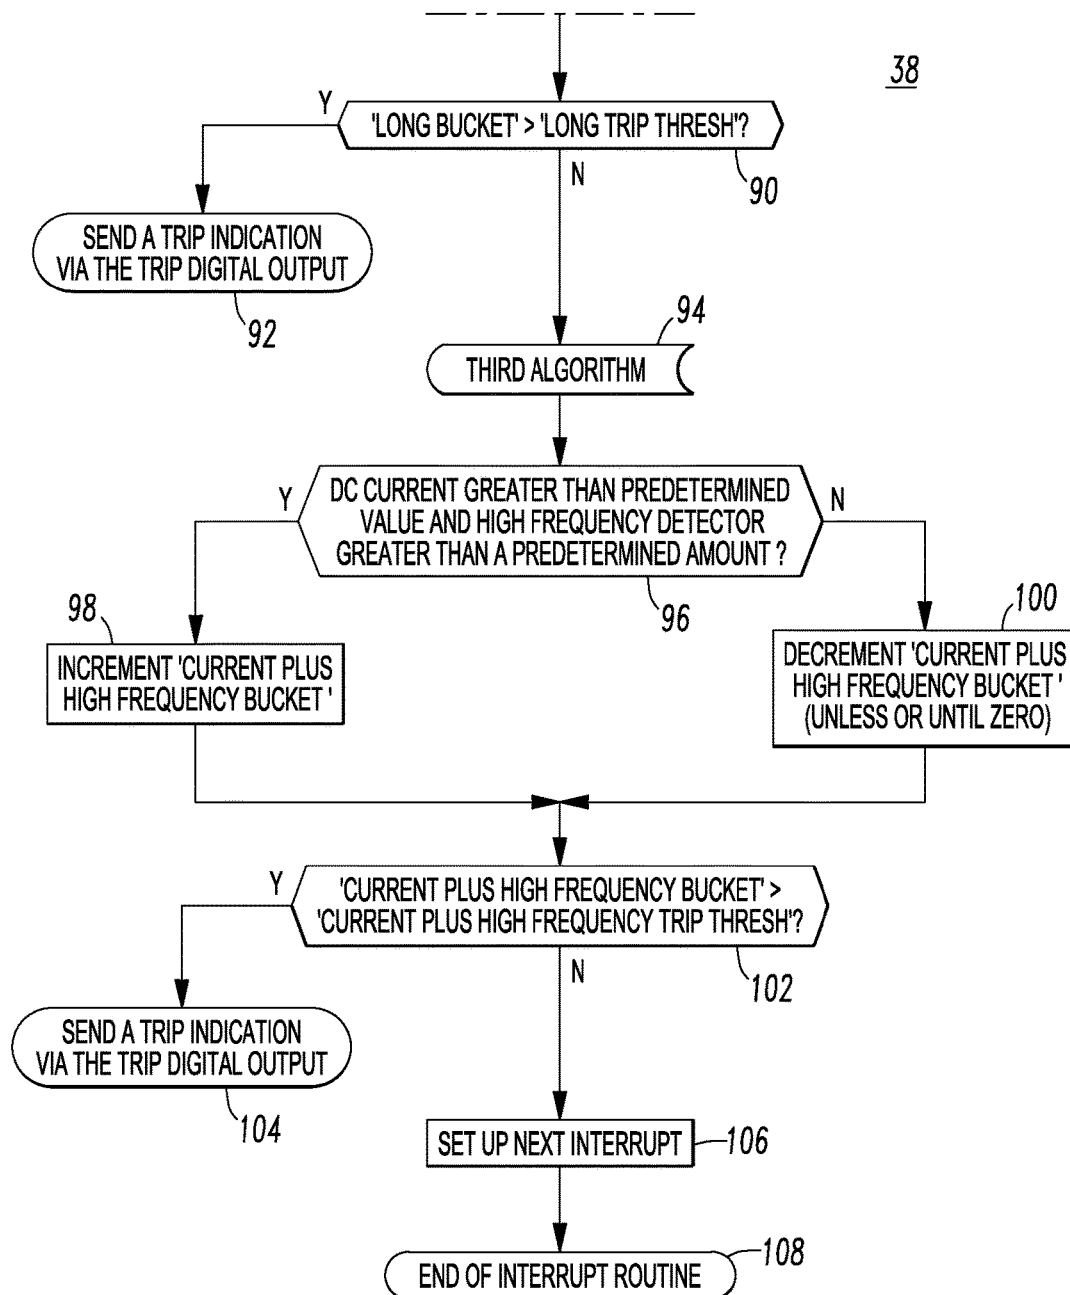 38
Y
'LONG BUCKET' > 'LONG TRIP THRESH'?
N
90
SEND A TRIP INDICATION
VIA THE TRIP DIGITAL OUTPUT
92
94
THIRD ALGORITHM
Y
DC CURRENT GREATER THAN PREDETERMINED
VALUE AND HIGH FREQUENCY DETECTOR
GREATER THAN A PREDETERMINED AMOUNT ?
N
96
98
INCREMENT 'CURRENT PLUS
HIGH FREQUENCY BUCKET '
100
DECREMENT 'CURRENT PLUS
HIGH FREQUENCY BUCKET '
(UNLESS OR UNTIL ZERO)
Y
'CURRENT PLUS HIGH FREQUENCY BUCKET' >
'CURRENT PLUS HIGH FREQUENCY TRIP THRESH'?
N
102
SEND A TRIP INDICATION
VIA THE TRIP DIGITAL OUTPUT
104
SET UP NEXT INTERRUPT
106
END OF INTERRUPT ROUTINE
108